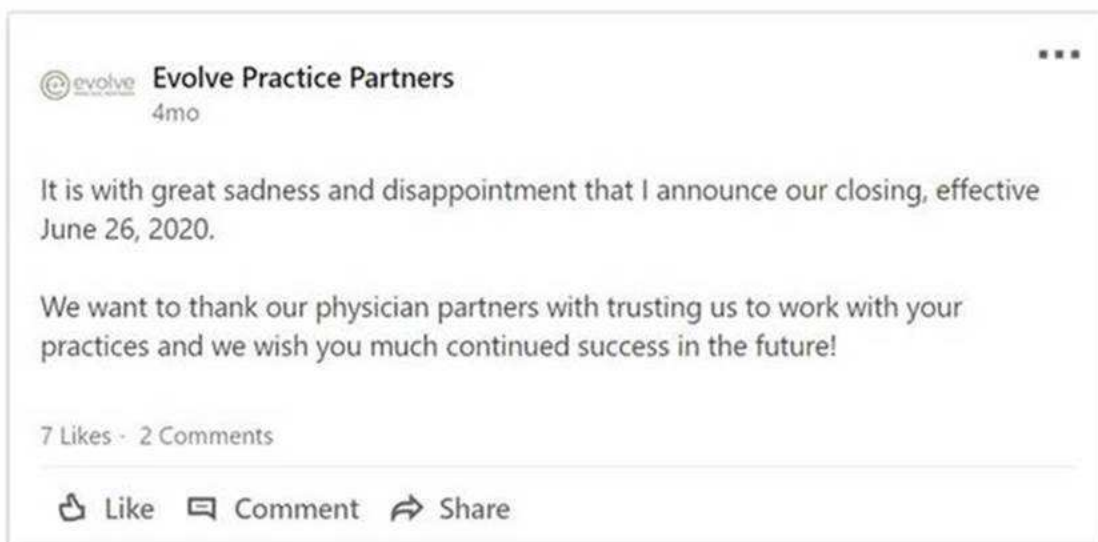 evolve
Evolve Practice Partners
4mo
It is with great sadness and disappointment that I announce our closing, effective
June 26, 2020.
We want to thank our physician partners with trusting us to work with your
practices and we wish you much continued success in the future!
7 Likes · 2 Comments
Like Comment Share